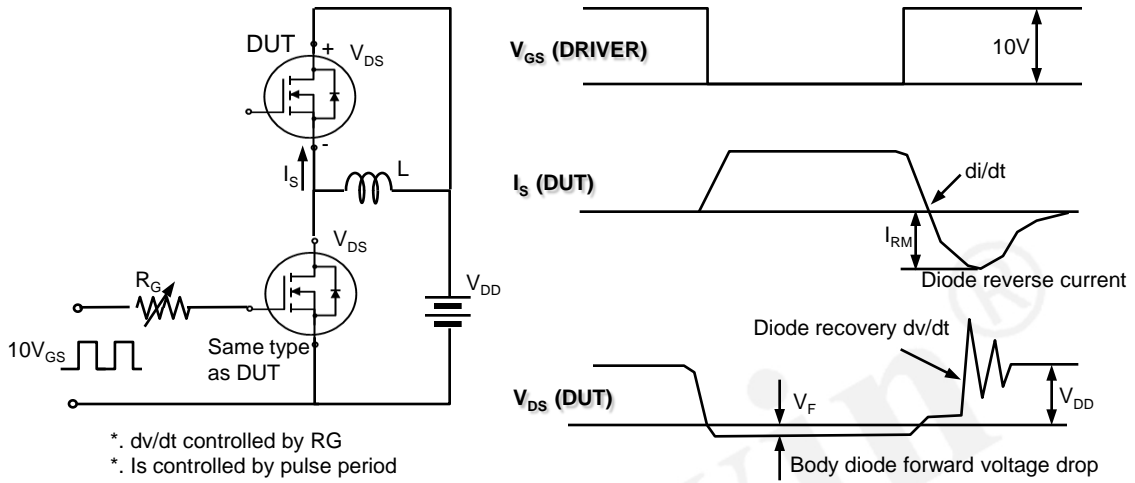 DUT
+
V_DS
-
I_S
L
V_DS
R_G
V_DD
10V_GS
Same type
as DUT
*. dv/dt controlled by RG
*. Is controlled by pulse period
V_GS (DRIVER)
10V
I_S (DUT)
di/dt
I_RM
Diode reverse current
Diode recovery dv/dt
V_DS (DUT)
V_F
V_DD
Body diode forward voltage drop
®